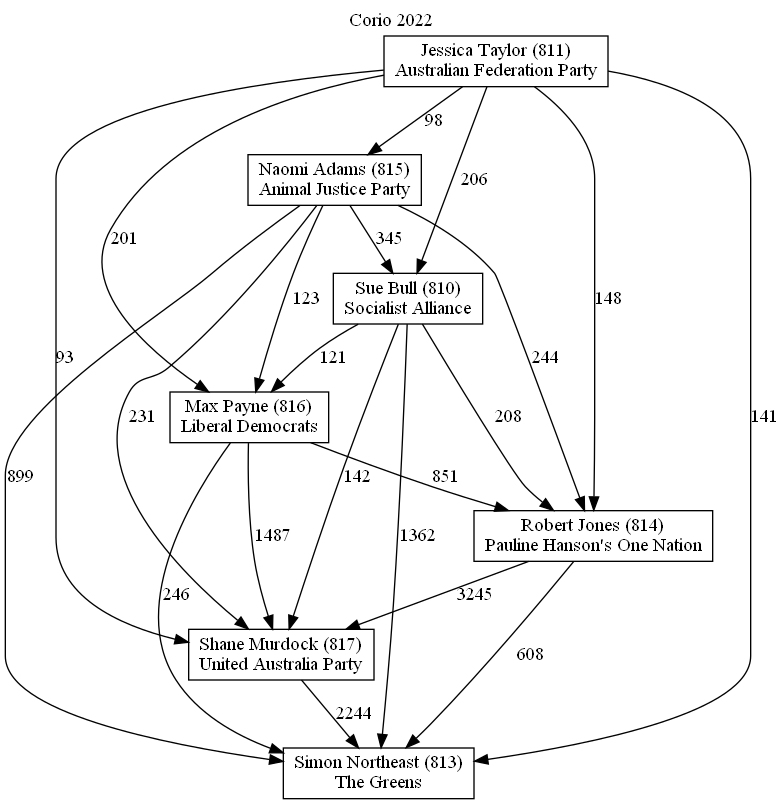 Corio 2022
Jessica Taylor (811)
Australian Federation Party
98
Naomi Adams (815)
Animal Justice Party
206
201
345
Sue Bull (810)
Socialist Alliance
123
148
93
121
244
Max Payne (816)
Liberal Democrats
231
208
141
899
142
851
1487
1362
Robert Jones (814)
Pauline Hanson's One Nation
246
3245
Shane Murdock (817)
United Australia Party
608
2244
Simon Northeast (813)
The Greens